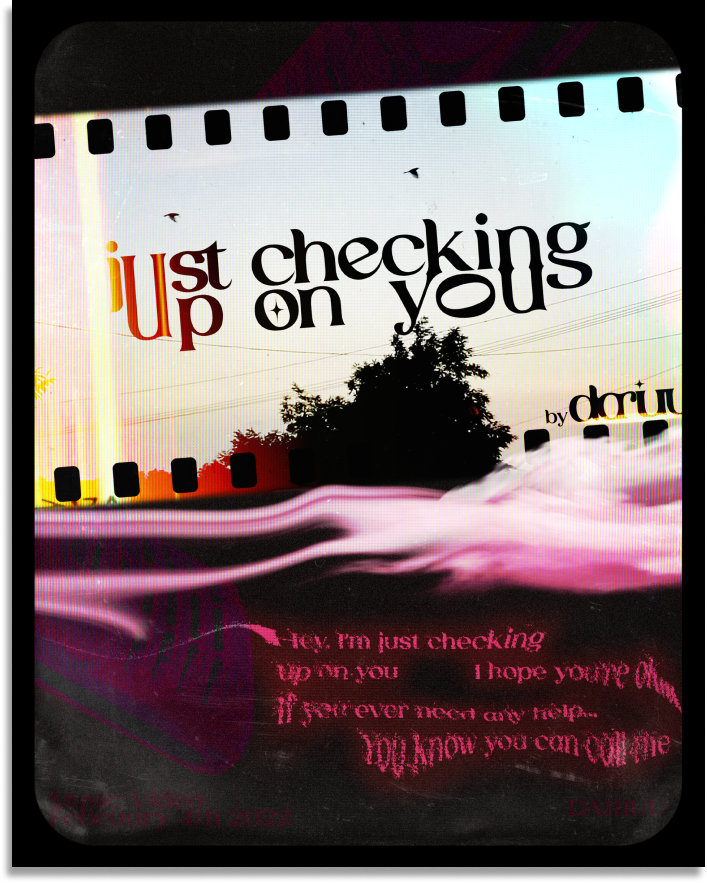 just checking
up on you
by
Hey, I'm just checking
up on you I hope you're ok...
if you ever need any help...
You know you can call me